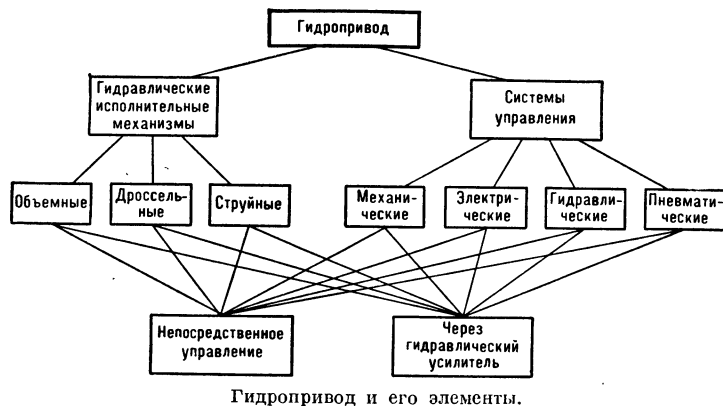 Гидропривод
Гидравлические
исполнительные
механизмы
Системы
управления
Объемные
Дроссель-
ные
Струйные
Механи-
ческие
Электри-
ческие
Гидравли-
ческие
Пневмати-
ческие
Непосредственное
управление
Через
гидравлический
усилитель
Гидропривод и его элементы.